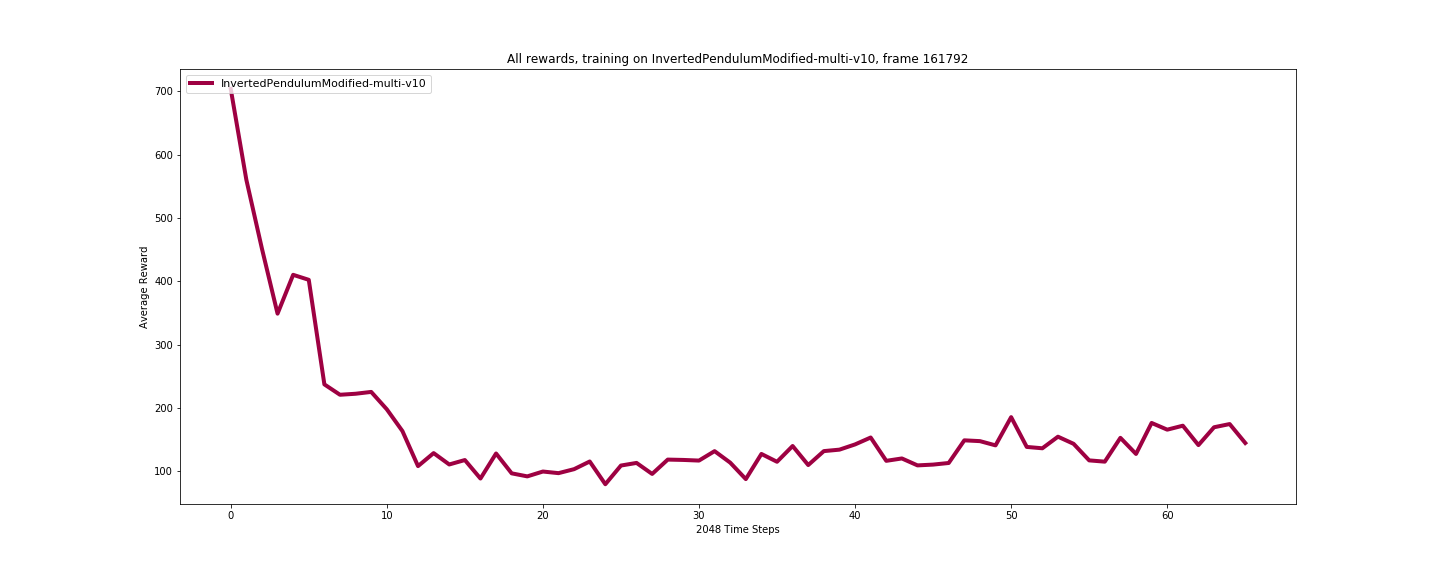 All rewards, training on InvertedPendulumModified-multi-v10, frame 161792
InvertedPendulumModified-multi-v10
700
600
500
400
300
200
100
Average Reward
0 10 20 30 40 50 60
2048 Time Steps